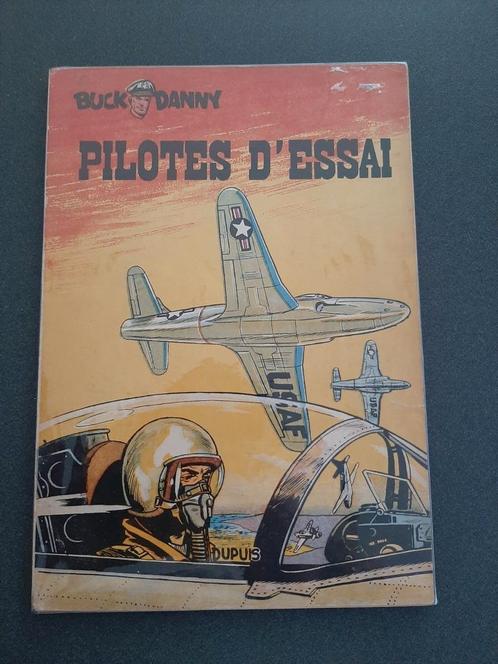 BUCK DANNY
PILOTES D'ESSAI
USAF
USAF
DUPUIS